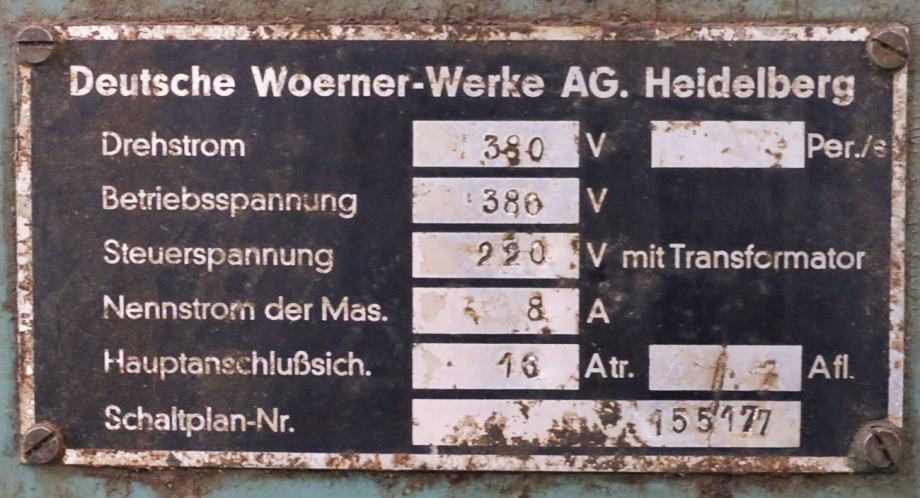 Deutsche Woerner-Werke AG. Heidelberg
Drehstrom 380 V Per./s
Betriebsspannung 380 V
Steuerspannung 220 V mit Transformator
Nennstrom der Mas. 8 A
Hauptanschlußsich. 16 Atr. Afl.
Schaltplan-Nr. 155177